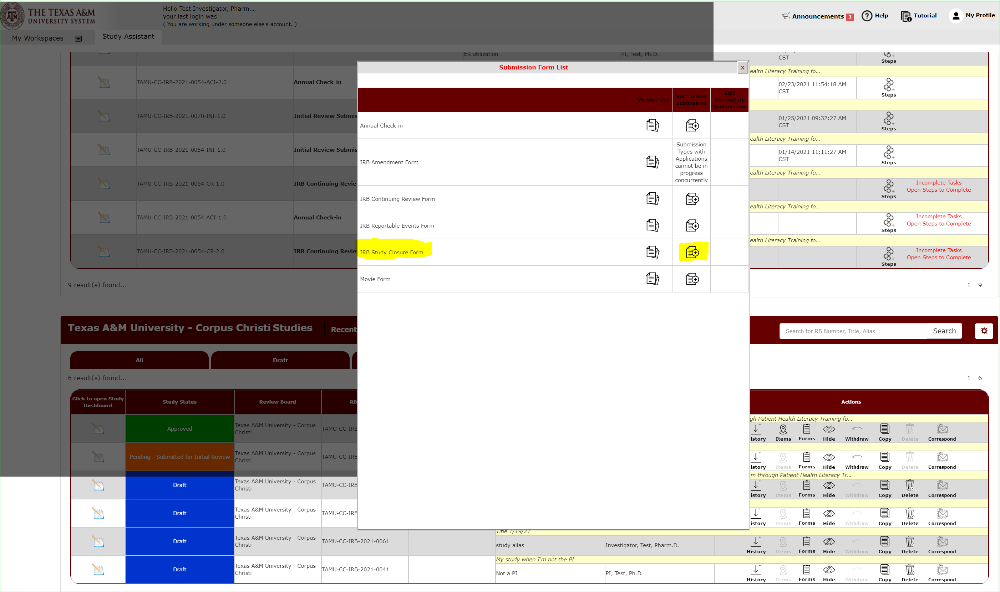 THE TEXAS A&M
UNIVERSITY SYSTEM
Hello Test Investigator, Pharm....
your last login was
( You are working under someone else's account. )
Announcements 3
Help
Tutorial
My Profile
My Workspaces
Study Assistant
ER utilization
PI, Test, Ph.D.
CST
Steps
Submission Form List
X
ealth Literacy Training fo...
TAMU-CC-IRB-2021-0054-ACI-2.0
Annual Check-in
02/23/2021 11:54:18 AM
CST
Steps
TAMU-CC-IRB-2021-0070-INI-1.0
Initial Review Submis
01/25/2021 09:32:27 AM
CST
Steps
ealth Literacy Training fo...
TAMU-CC-IRB-2021-0054-INI-1.0
Initial Review Submis
01/14/2021 11:11:27 AM
CST
Steps
ealth Literacy Training fo...
TAMU-CC-IRB-2021-0054-CR-1.0
IRB Continuing Revie
Steps
Incomplete Tasks
Open Steps to Complete
ealth Literacy Training fo...
TAMU-CC-IRB-2021-0054-ACI-1.0
Annual Check-in
Steps
Incomplete Tasks
Open Steps to Complete
ealth Literacy Training fo...
TAMU-CC-IRB-2021-0054-CR-2.0
IRB Continuing Revie
Steps
Incomplete Tasks
Open Steps to Complete
9 result(s) found...
1 - 9
Version List
Start a new
Submission
Edit
Incomplete
Submissions
Annual Check-in
IRB Amendment Form
Submission
Types with
Applications
cannot be in
progress
concurrently
IRB Continuing Review Form
IRB Reportable Events Form
IRB Study Closure Form
Movie Form
Texas A&M University - Corpus Christi Studies
Recent
Search for RB Number, Title, Alias
Search
All
Draft
6 result(s) found...
1 - 6
Click to open Study
Dashboard
Study Status
Review Board
RB
Actions
gh Patient Health Literacy Training fo...
Approved
Texas A&M University - Corpus
Christi
TAMU-CC-IRB
istory Items Forms Hide Withdraw Copy Delete Correspond
Pending - Submitted for Initial Review
Texas A&M University - Corpus
Christi
TAMU-CC-IRB
istory Items Forms Hide Withdraw Copy Delete Correspond
am through Patient Health Literacy Tr...
Draft
Texas A&M University - Corpus
Christi
TAMU-CC-IRB
istory Items Forms Hide Withdraw Copy Delete Correspond
Draft
Texas A&M University - Corpus
Christi
TAMU-CC-IRB
istory Items Forms Hide Withdraw Copy Delete Correspond
Title 1/19/21
Draft
Texas A&M University - Corpus
Christi
TAMU-CC-IRB-2021-0061
study alias
Investigator, Test, Pharm.D.
History Items Forms Hide Withdraw Copy Delete Correspond
My study when I'm not the PI
Draft
Texas A&M University - Corpus
Christi
TAMU-CC-IRB-2021-0041
Not a PI
PI, Test, Ph.D.
History Items Forms Hide Withdraw Copy Delete Correspond